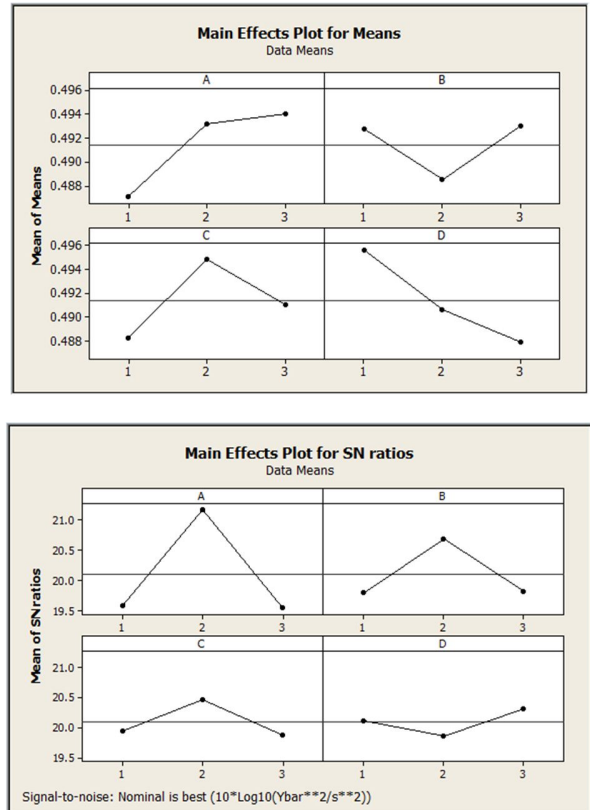 Main Effects Plot for Means
Data Means
A B
0.496
0.494
0.492
0.490
0.488
1 2 3 1 2 3
C D
0.496
0.494
0.492
0.490
0.488
1 2 3 1 2 3
Mean of Means
Main Effects Plot for SN ratios
Data Means
A B
21.0
20.5
20.0
19.5
1 2 3 1 2 3
C D
21.0
20.5
20.0
19.5
1 2 3 1 2 3
Mean of SN ratios
Signal-to-noise: Nominal is best (10*Log10(Ybar**2/s**2))